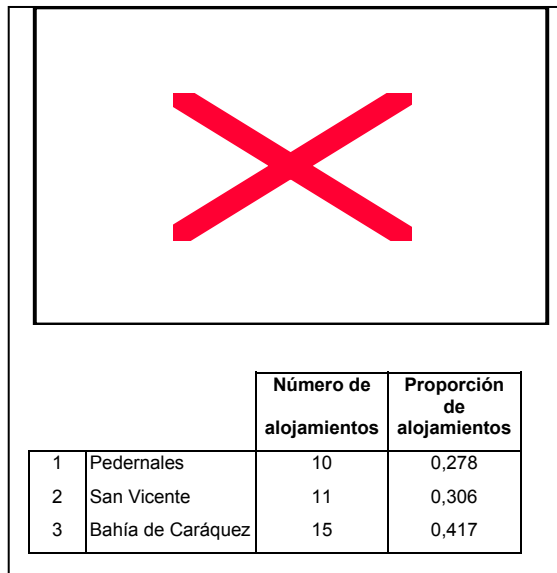 Número de alojamientos Proporción de alojamientos
1 Pedernales 10 0,278
2 San Vicente 11 0,306
3 Bahía de Caráquez 15 0,417